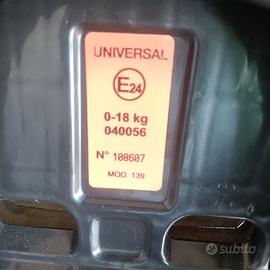 UNIVERSAL
E24
0-18 kg
040056
N° 108607
MOD. 139
subito